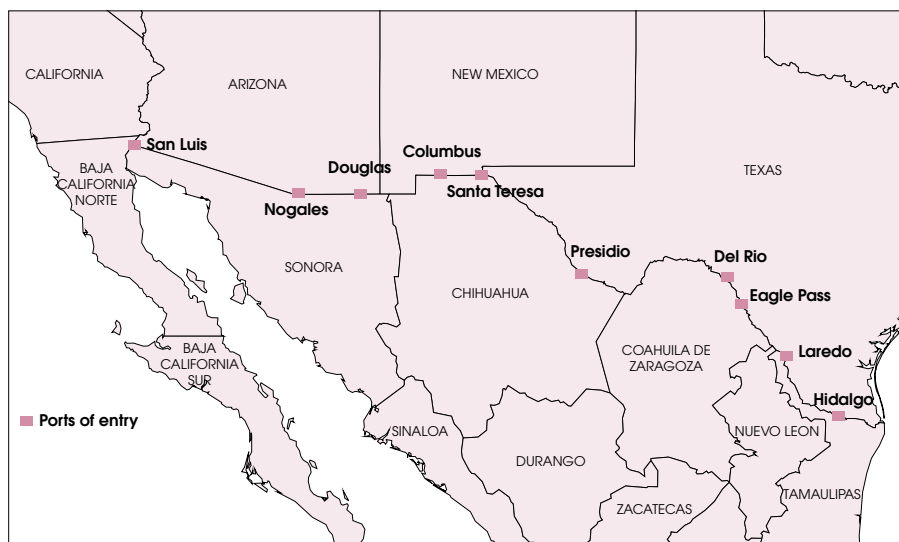 CALIFORNIA
ARIZONA
NEW MEXICO
San Luis
Douglas
Columbus
TEXAS
BAJA
CALIFORNIA
NORTE
Nogales
Santa Teresa
SONORA
Presidio
Del Rio
CHIHUAHUA
Eagle Pass
BAJA
CALIFORNIA
SUR
COAHUILA DE
ZARAGOZA
Laredo
Hidalgo
Ports of entry
SINALOA
NUEVO LEON
DURANGO
TAMAULIPAS
ZACATECAS